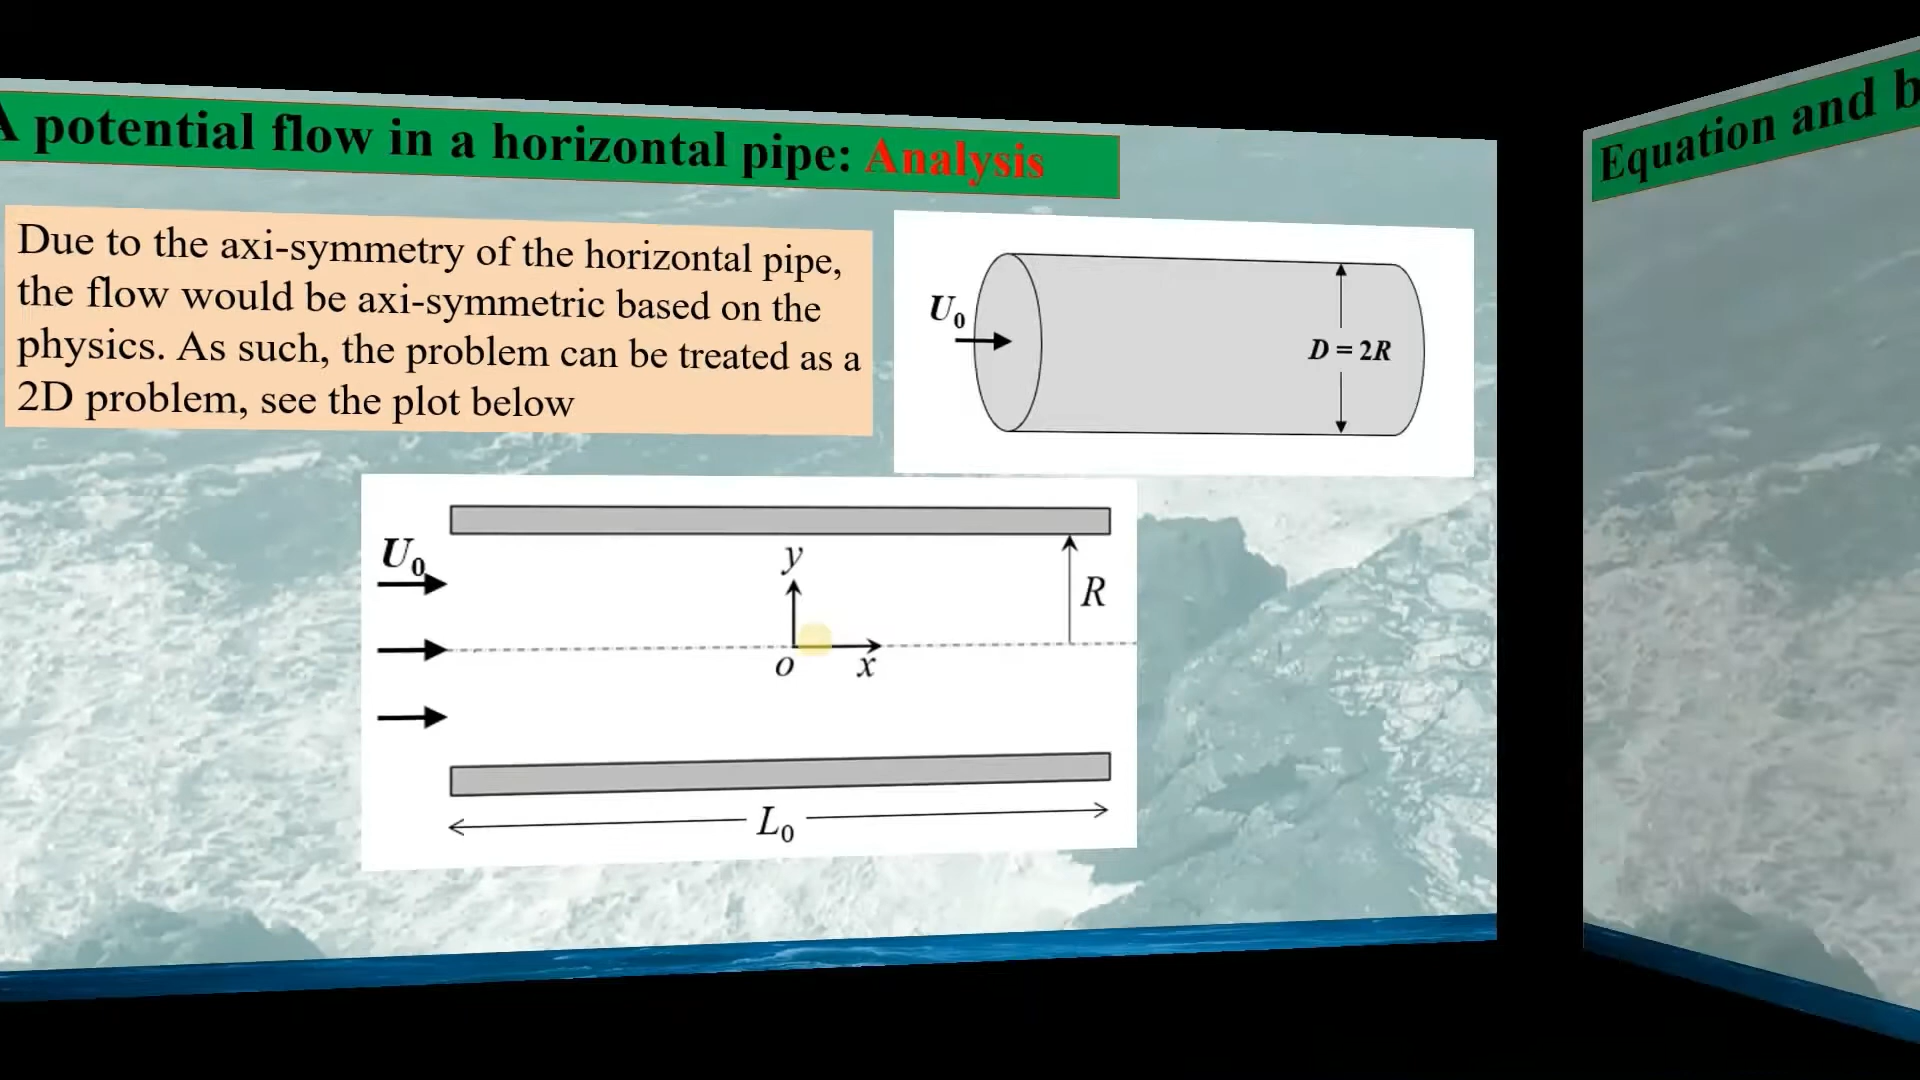 A potential flow in a horizontal pipe: Analysis
Due to the axi-symmetry of the horizontal pipe,
the flow would be axi-symmetric based on the
physics. As such, the problem can be treated as a
2D problem, see the plot below
U₀
D = 2R
U₀
y
R
o
x
L₀
Equation and b